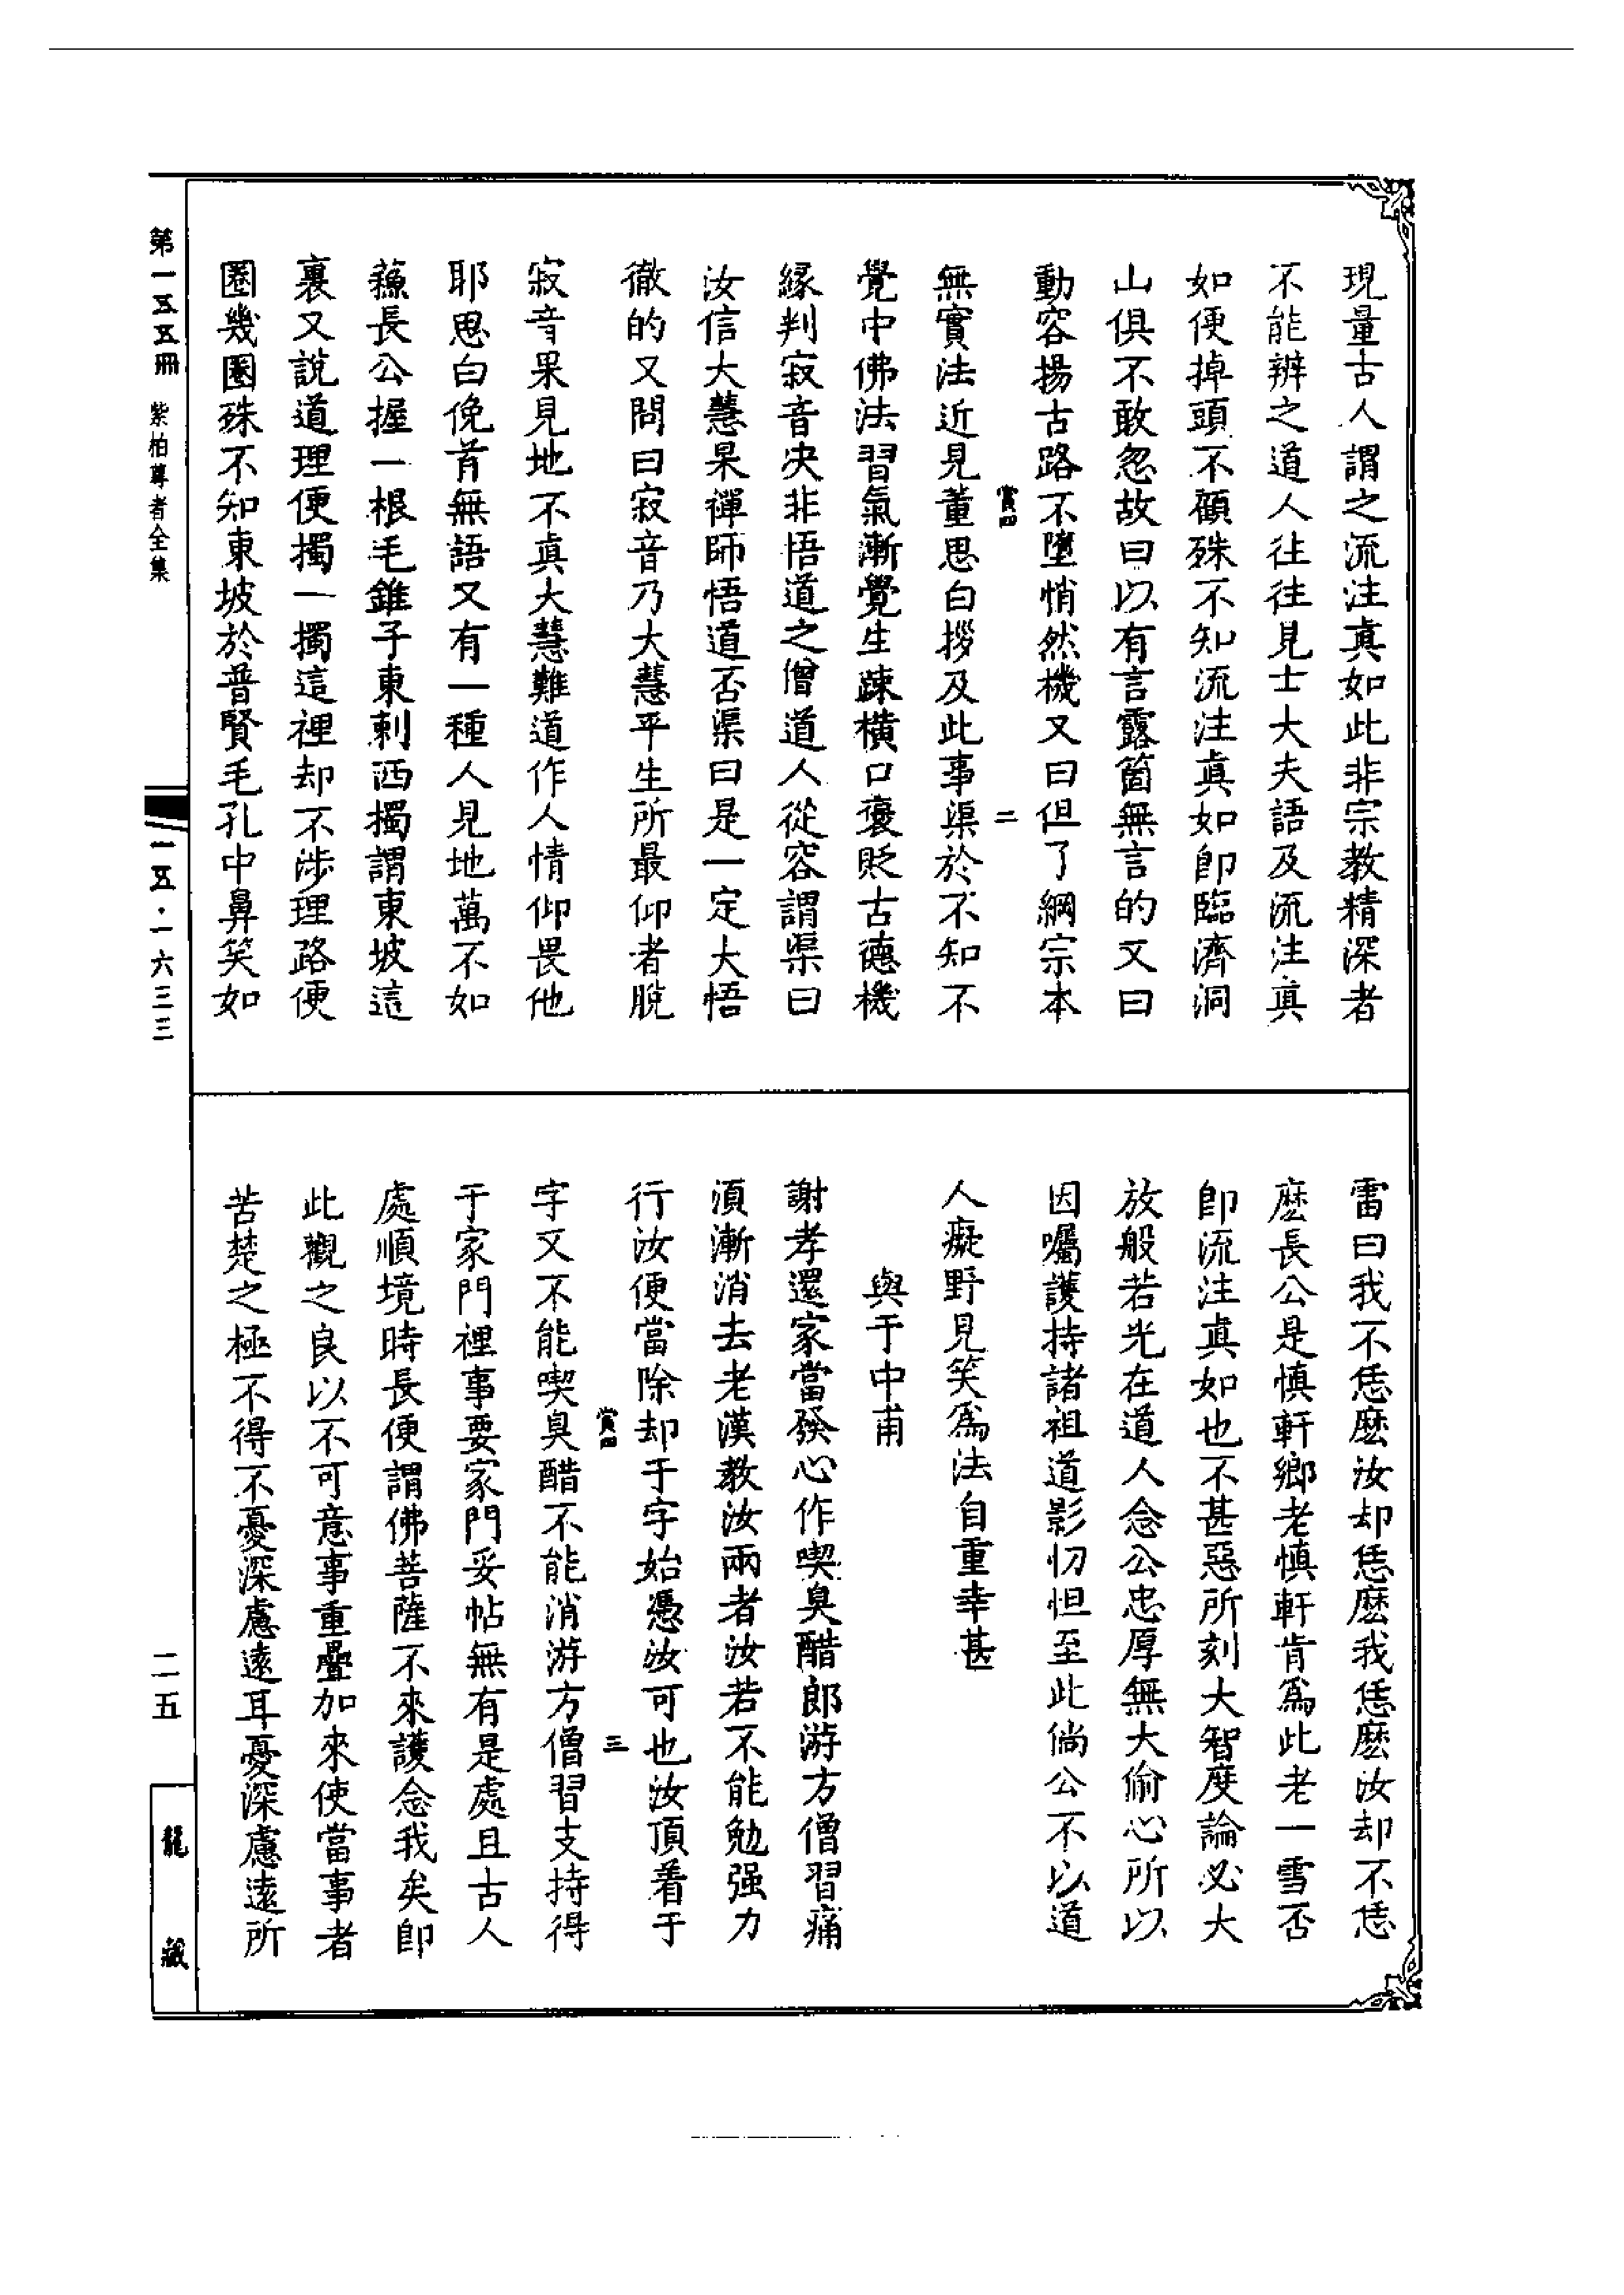 現量古人謂之流注真如此非宗教精深者
不能辨之道人往往見士大夫語及流注真
如便掉頭不顧殊不知流注真如卽臨濟洞
山俱不敢忽故曰以有言露箇無言的又曰
動容揚古路不墮悄然機又曰但了綱宗本
賞四
二
無實法近見董思白拶及此事渠於不知不
覺中佛法習氣漸覺生疎橫口褒貶古德機
緣判寂音決非悟道之僧道人從容謂渠曰
汝信大慧杲禪師悟道否渠曰是一定大悟
徹的又問曰寂音乃大慧平生所最仰者脫
寂音果見地不真大慧難道作人情仰畏他
耶思白俛首無語又有一種人見地萬不如
蘇長公握一根毛錐子東刺西擉謂東坡這
裏又說道理便擉一擉這裡却不涉理路便
圈幾圈殊不知東坡於普賢毛孔中鼻笑如
雷曰我不恁麽汝却恁麽我恁麽汝却不恁
麽長公是慎軒鄉老慎軒肯為此老一雪否
卽流注真如也不甚惡所刻大智度論必大
放般若光在道人念公忠厚無大偷心所以
因囑護持諸祖道影忉怛至此倘公不以道
人癡野見笑為法自重幸甚
與于中甫
謝孝還家當發心作喫臭醋郎游方僧習痛
須漸消去老漢教汝兩者汝若不能勉强力
行汝便當除却于字始憑汝可也汝頂着于
賞四
三
字又不能喫臭醋不能消游方僧習支持得
于家門裡事要家門妥帖無有是處且古人
處順境時長便謂佛菩薩不來護念我矣卽
此觀之良以不可意事重疊加來使當事者
苦楚之極不得不憂深慮遠耳憂深慮遠所
第一五五冊 紫柏尊者全集
一五·一六三三
二五
龍藏